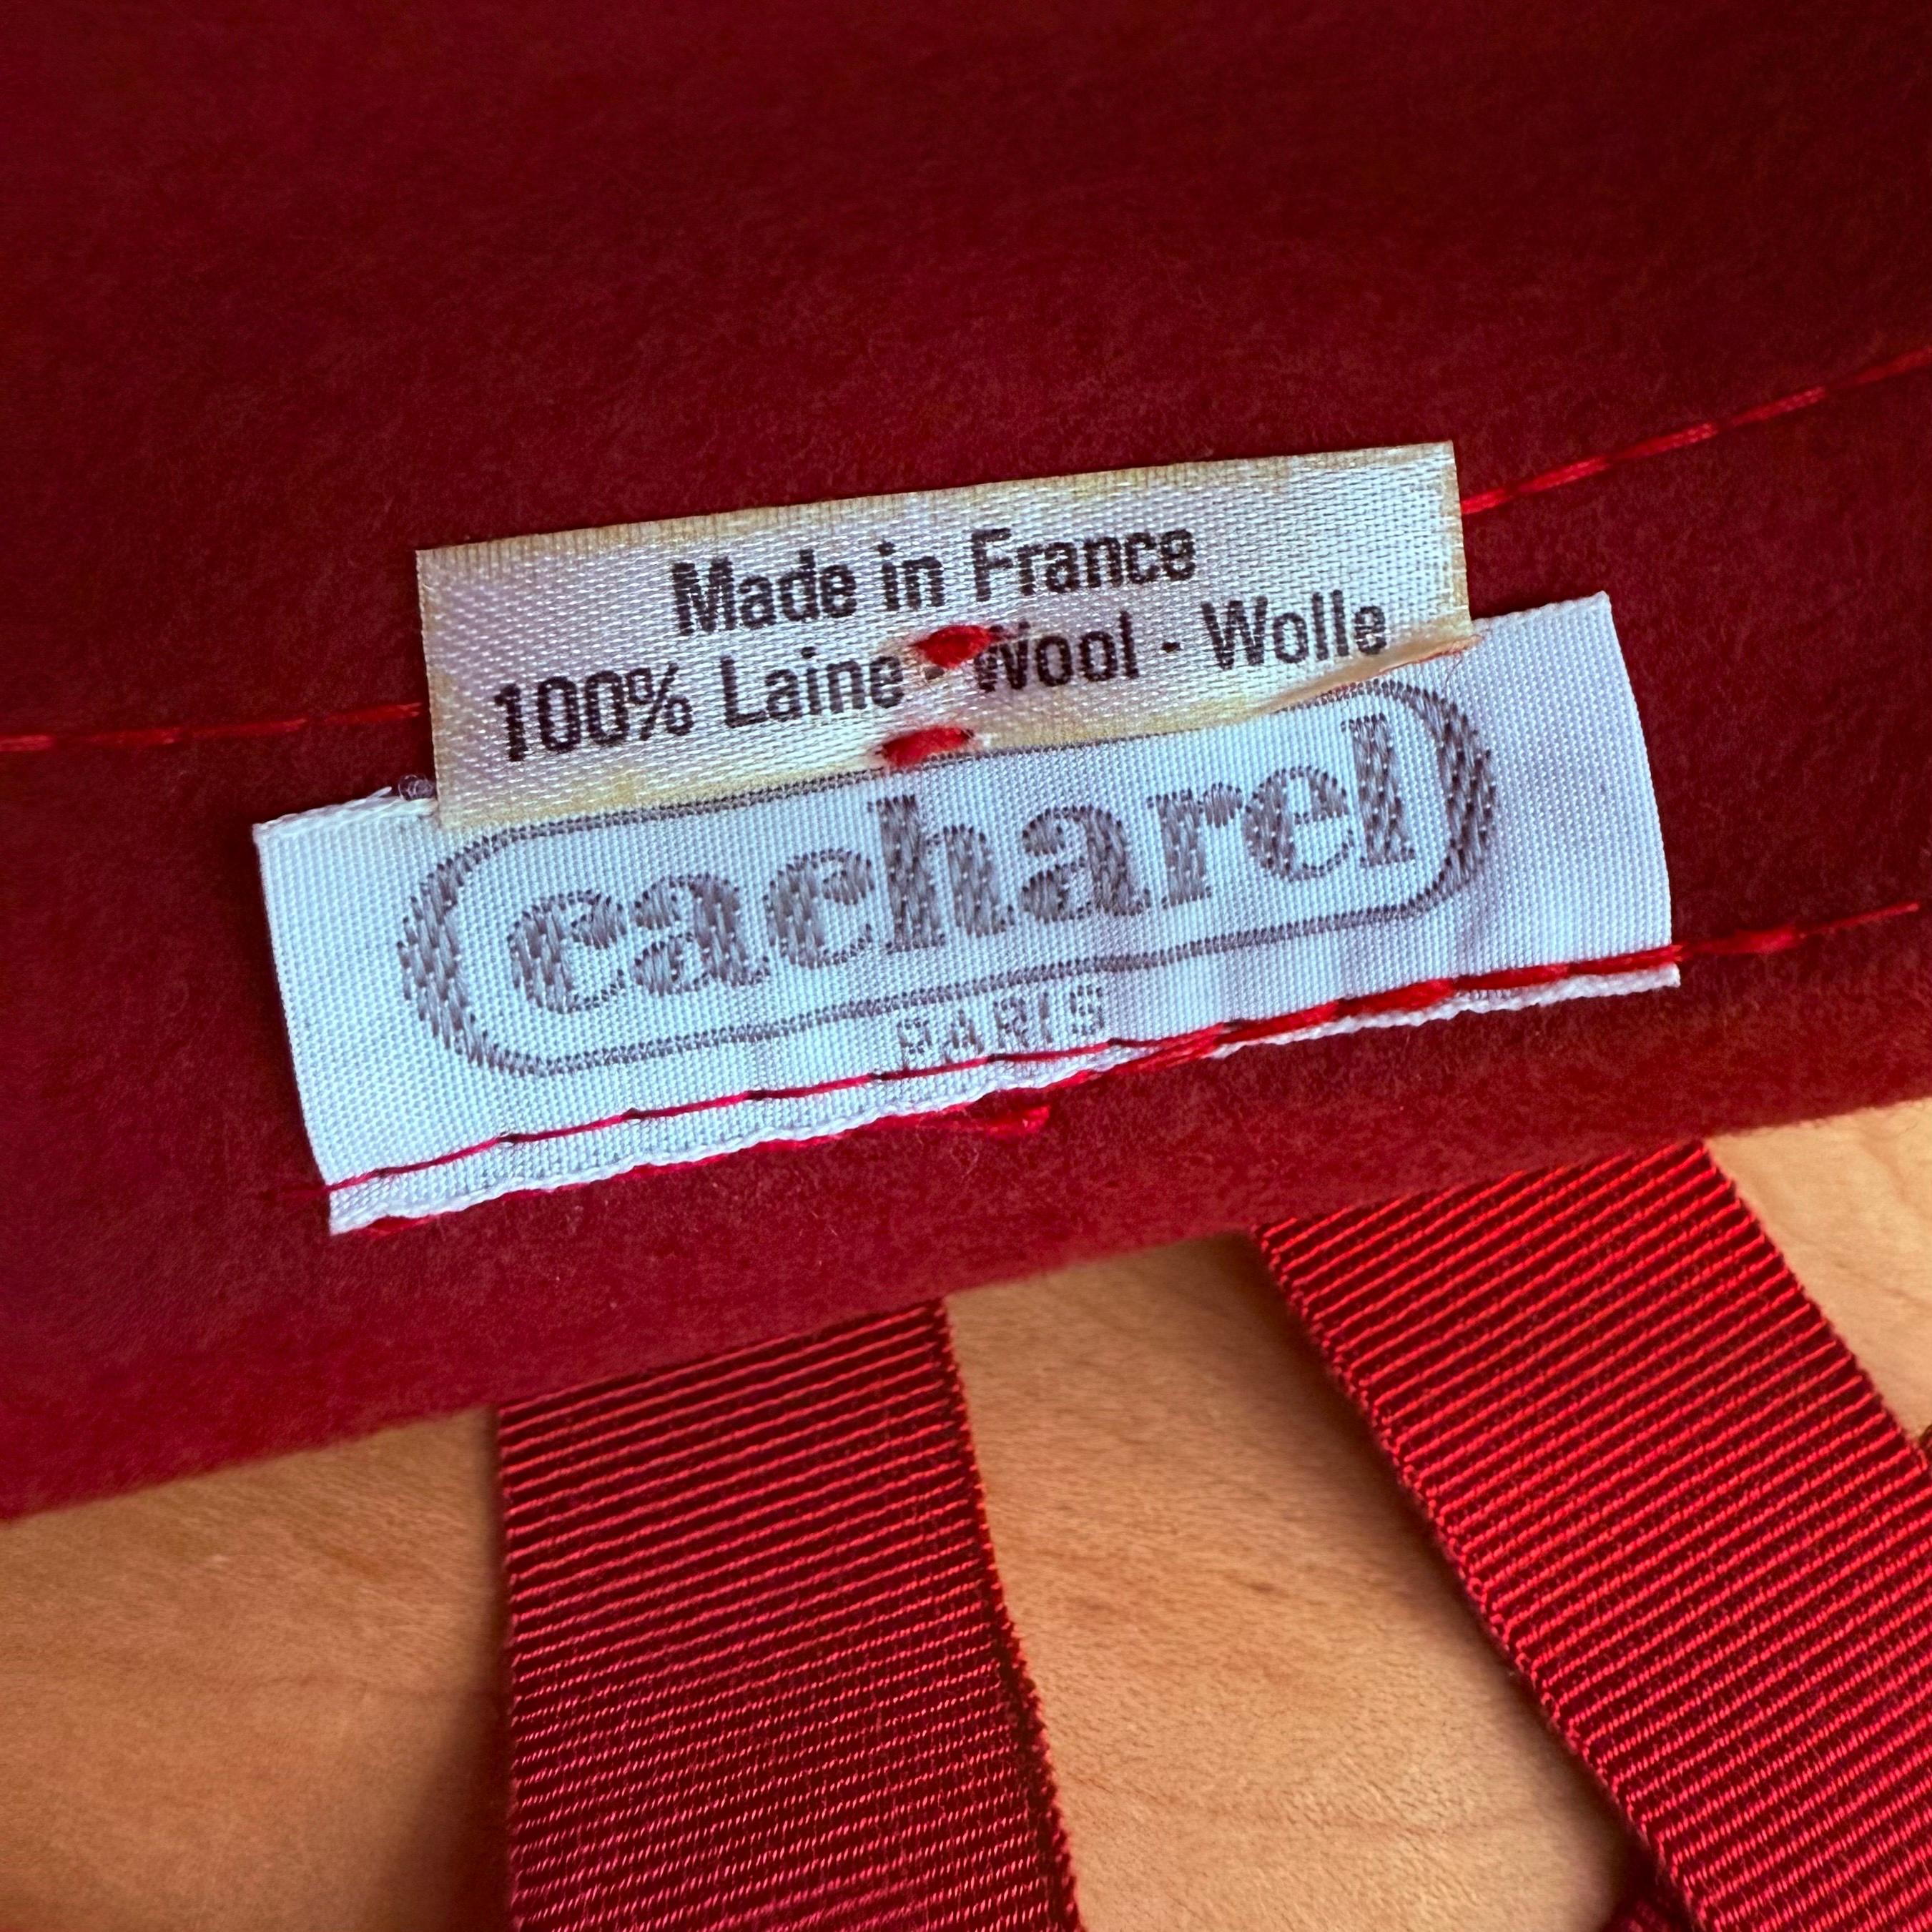 Made in France
100% Laine · Wool · Wolle
cacharel
PARIS